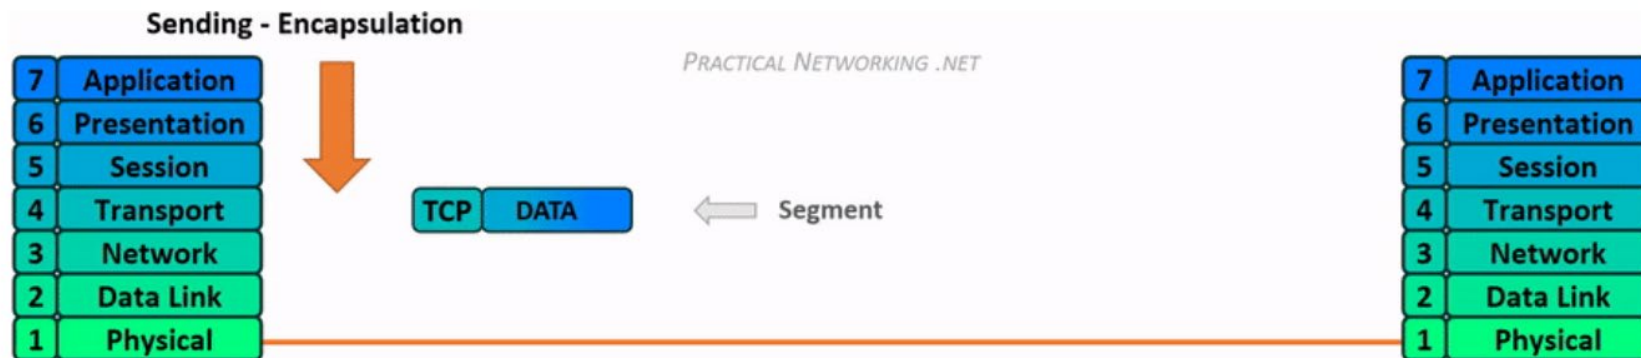 Sending - Encapsulation
PRACTICAL NETWORKING .NET
7 Application
6 Presentation
5 Session
4 Transport
3 Network
2 Data Link
1 Physical
TCP DATA
Segment
7 Application
6 Presentation
5 Session
4 Transport
3 Network
2 Data Link
1 Physical